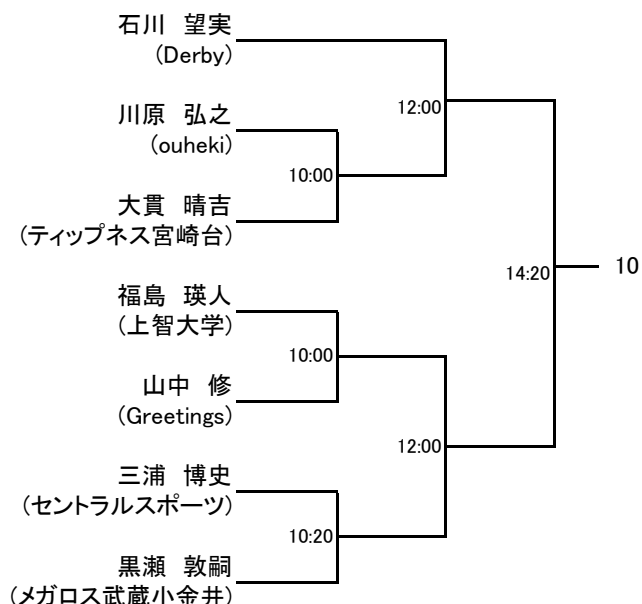 石川 望実
(Derby)
12:00
川原 弘之
(ouheki)
10:00
大貫 晴吉
(ティップネス宮崎台)
14:20
10
福島 瑛人
(上智大学)
10:00
山中 修
(Greetings)
12:00
三浦 博史
(セントラルスポーツ)
10:20
黒瀬 敦嗣
(メガロス武蔵小金井)